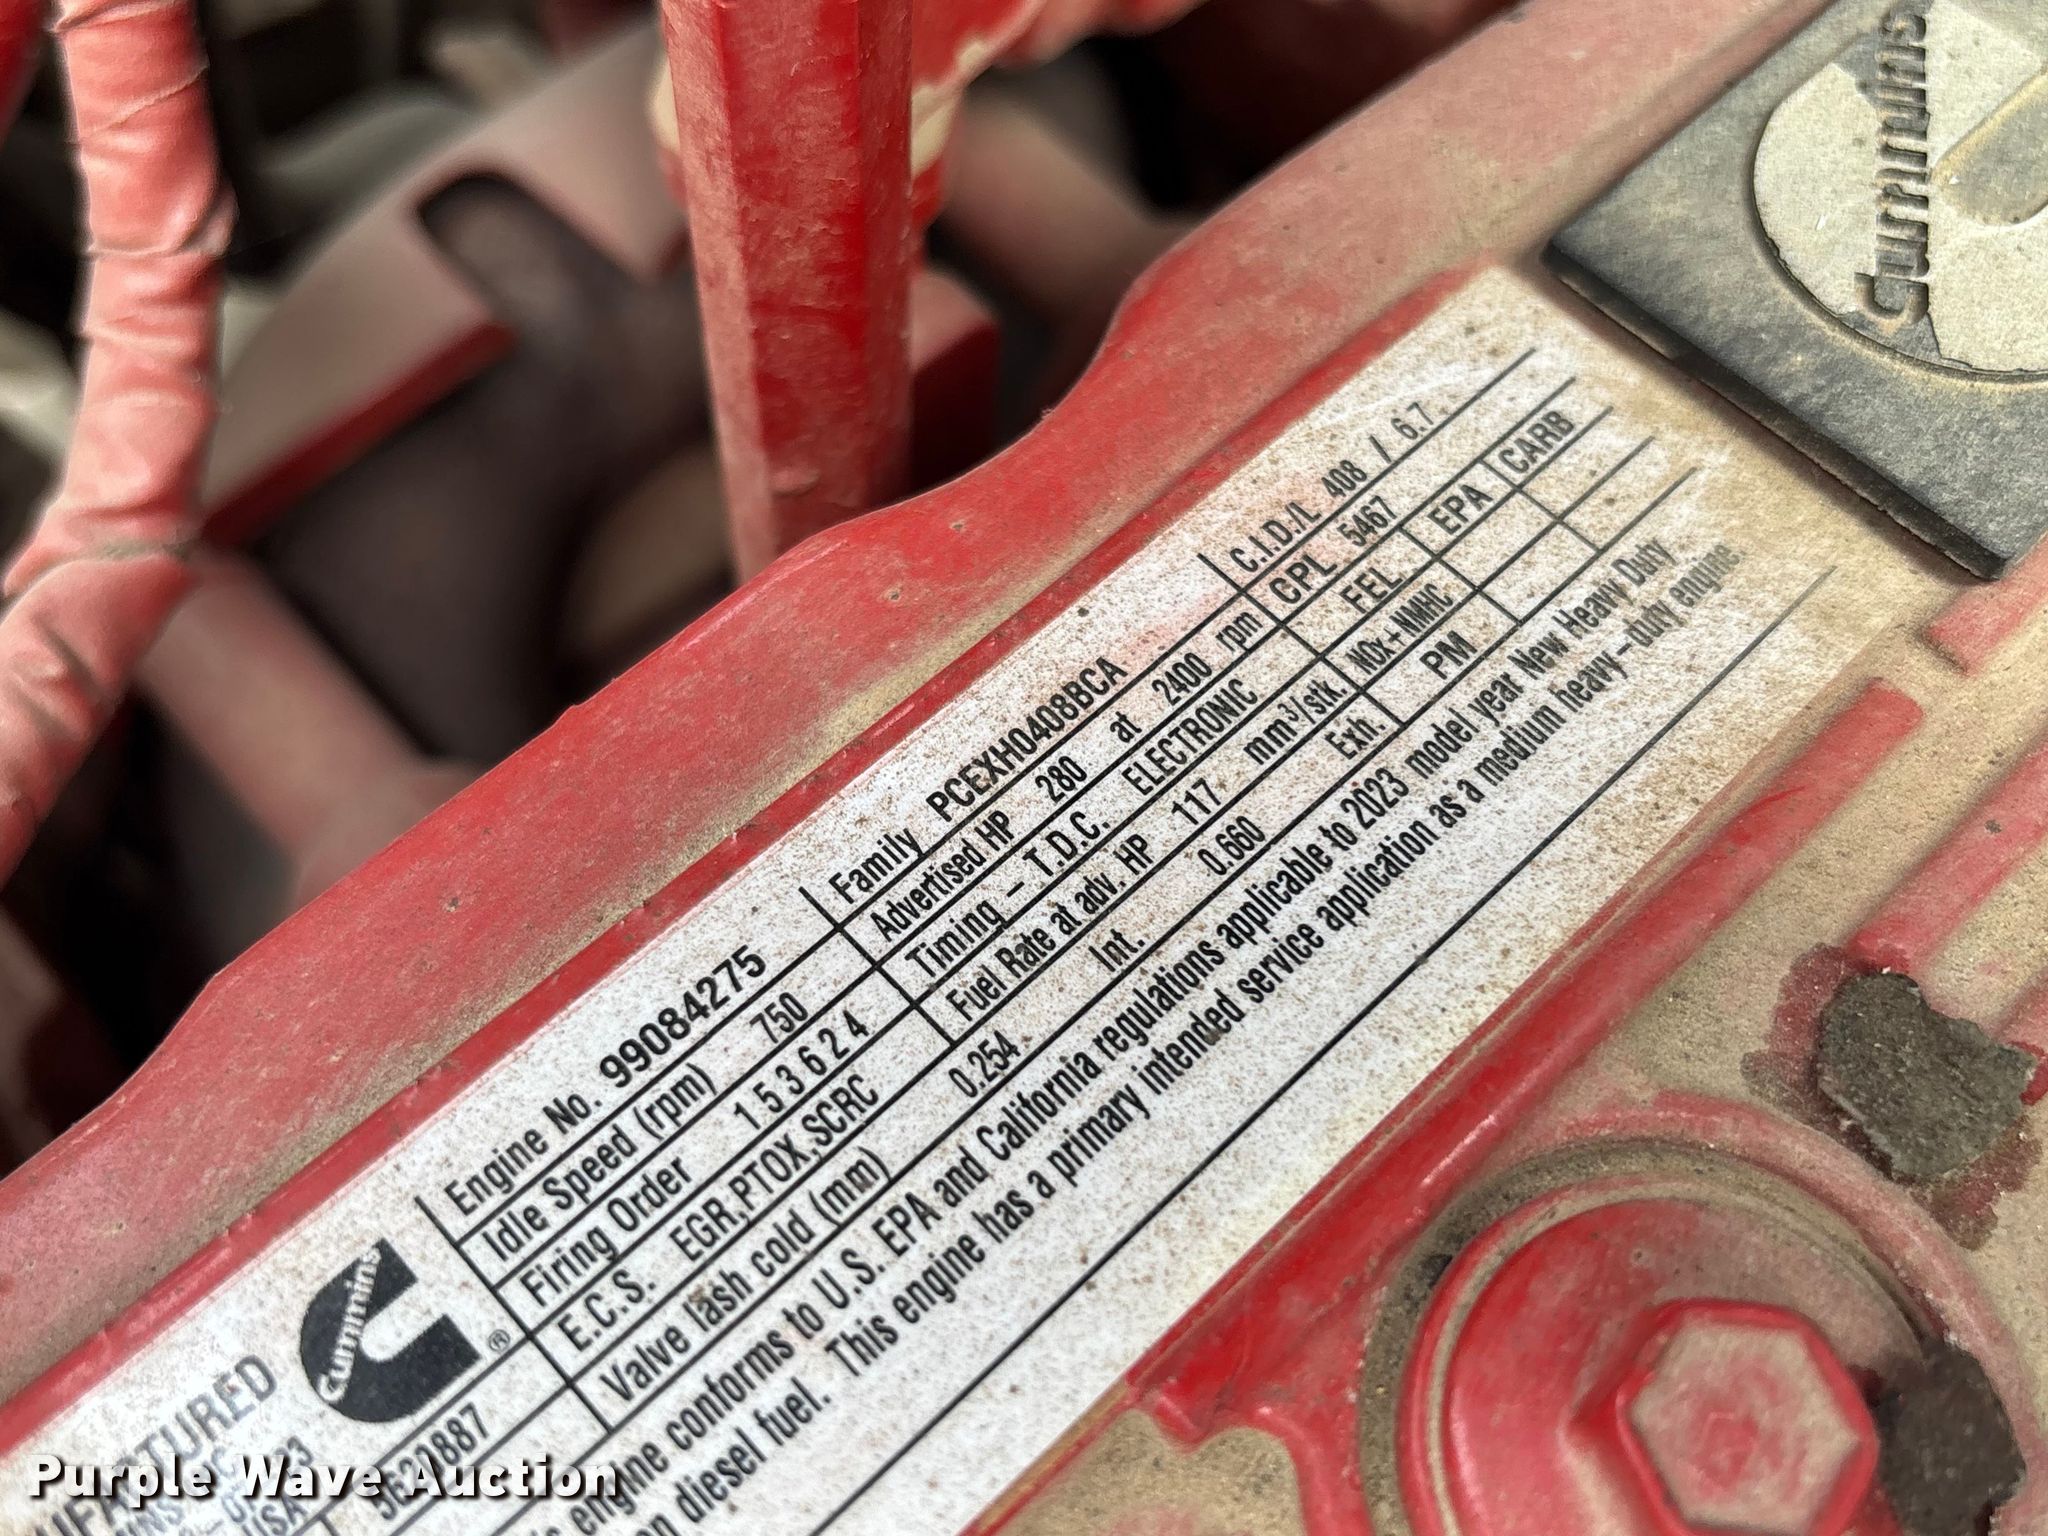 Cummins
Engine No. 99084275 Family PCEXH0408BCA C.I.D./L 408 / 6.7
Idle Speed (rpm) 750 Advertised HP 280 at 2400 rpm CPL 5467
Firing Order 1 5 3 6 2 4 Timing – T.D.C. ELECTRONIC FEL EPA CARB
E.C.S. EGR,PTOX,SCRC Fuel Rate at adv. HP 117 mm³/stk. NOx+NMHC
Valve lash cold (mm) 0.254 Int. 0.660 Exh. PM
engine conforms to U.S. EPA and California regulations applicable to 2023 model year New Heavy Duty
diesel fuel. This engine has a primary intended service application as a medium heavy–duty engine.
Cummins ®
5622887
USA
Purple Wave Auction